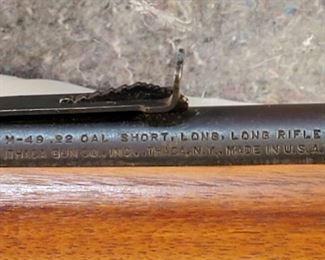 M-49 .22 CAL SHORT, LONG, LONG RIFLE
ITHACA GUN CO., INC., ITHACA, N.Y., MADE IN U.S.A.